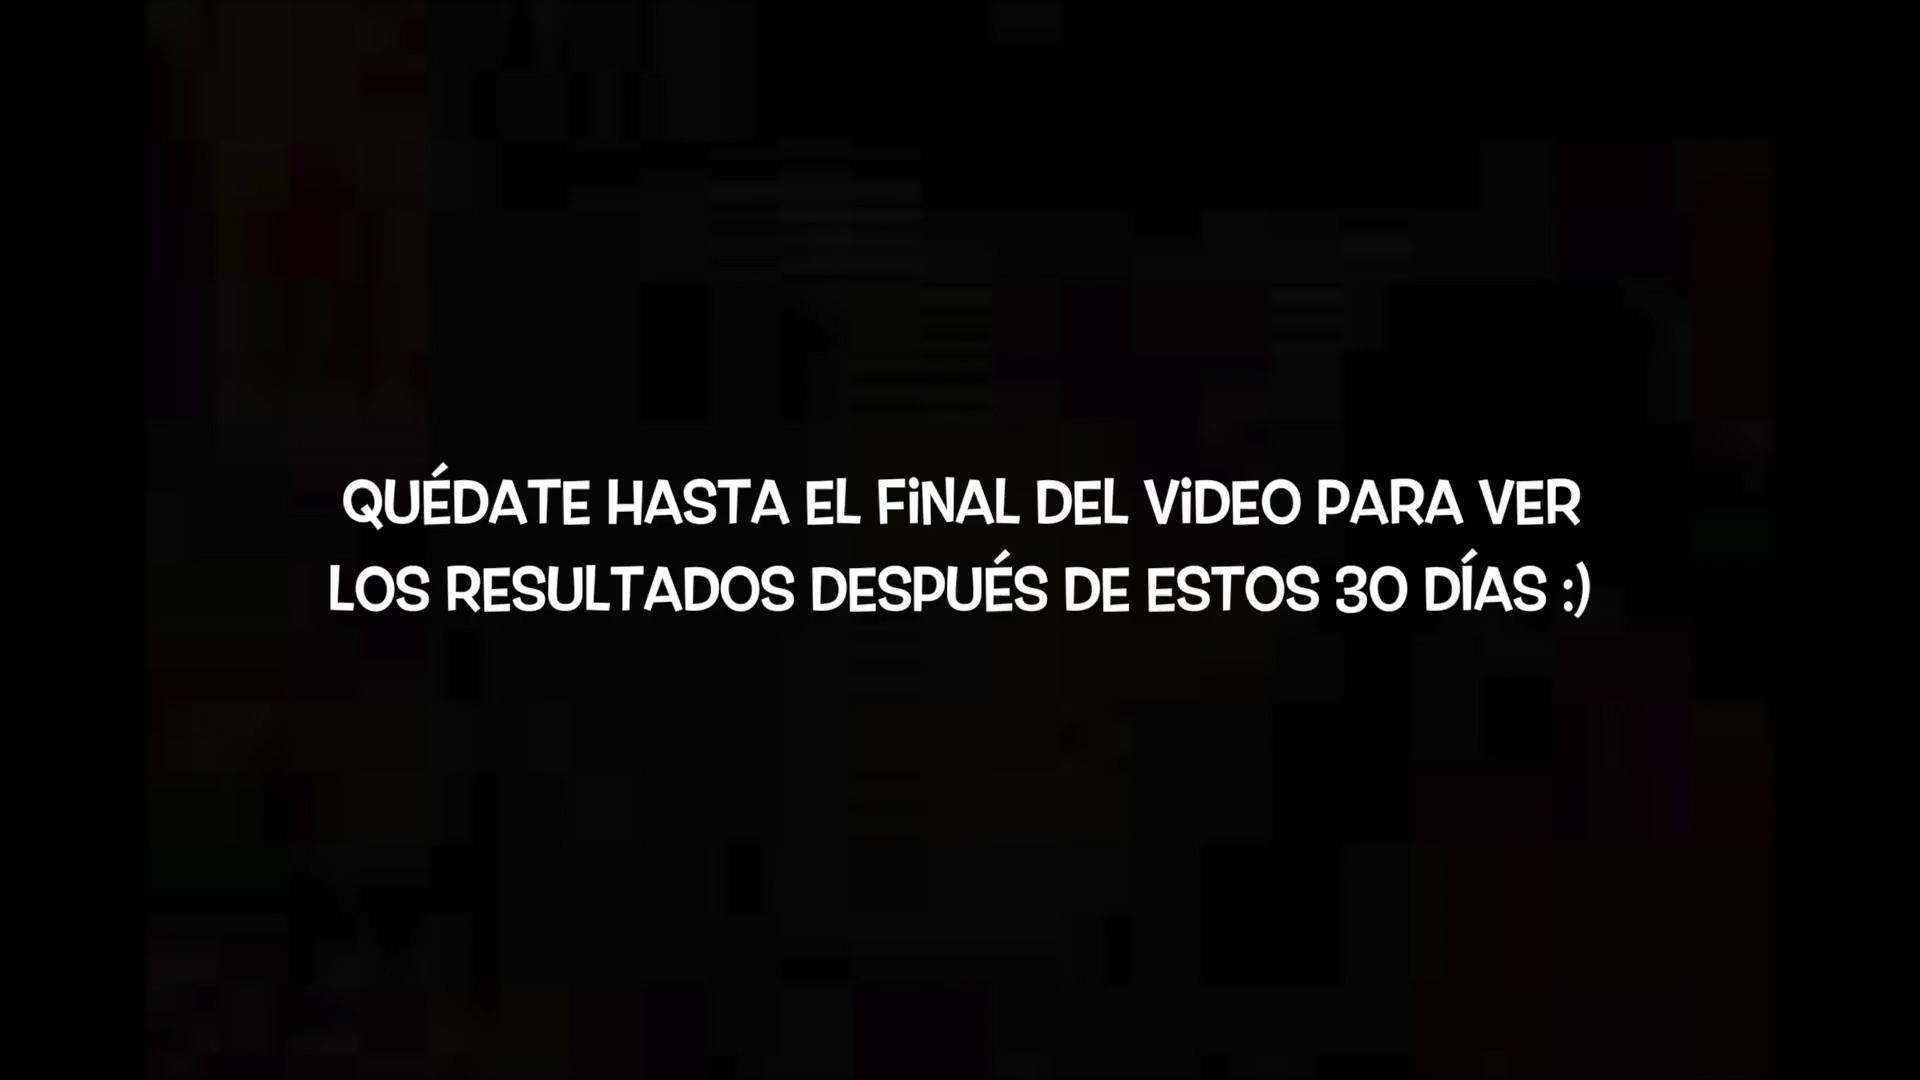 QUÉDATE HASTA EL FiNAL DEL ViDEO PARA VER
LOS RESULTADOS DESPUÉS DE ESTOS 30 DÍAS :)